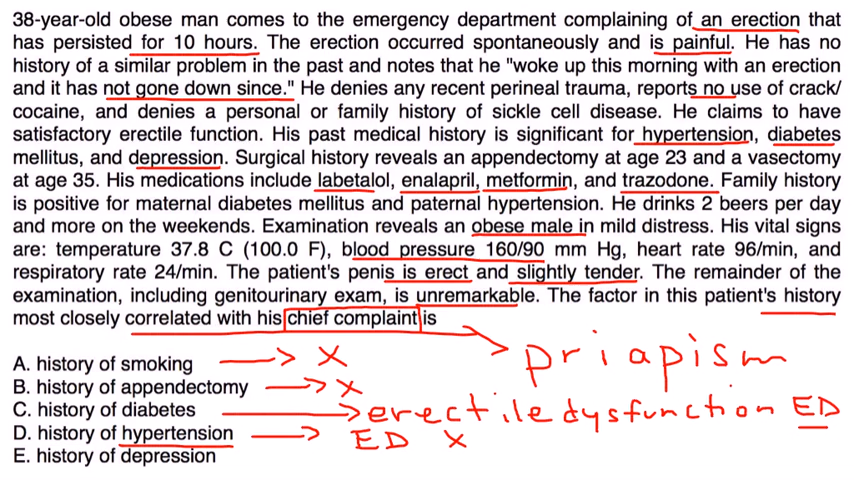 38-year-old obese man comes to the emergency department complaining of an erection that
has persisted for 10 hours. The erection occurred spontaneously and is painful. He has no
history of a similar problem in the past and notes that he "woke up this morning with an erection
and it has not gone down since." He denies any recent perineal trauma, reports no use of crack/
cocaine, and denies a personal or family history of sickle cell disease. He claims to have
satisfactory erectile function. His past medical history is significant for hypertension, diabetes
mellitus, and depression. Surgical history reveals an appendectomy at age 23 and a vasectomy
at age 35. His medications include labetalol, enalapril, metformin, and trazodone. Family history
is positive for maternal diabetes mellitus and paternal hypertension. He drinks 2 beers per day
and more on the weekends. Examination reveals an obese male in mild distress. His vital signs
are: temperature 37.8 C (100.0 F), blood pressure 160/90 mm Hg, heart rate 96/min, and
respiratory rate 24/min. The patient's penis is erect and slightly tender. The remainder of the
examination, including genitourinary exam, is unremarkable. The factor in this patient's history
most closely correlated with his chief complaint is
A. history of smoking → X priapism
B. history of appendectomy → X
C. history of diabetes → erectile dysfunction ED
D. history of hypertension → ED X
E. history of depression